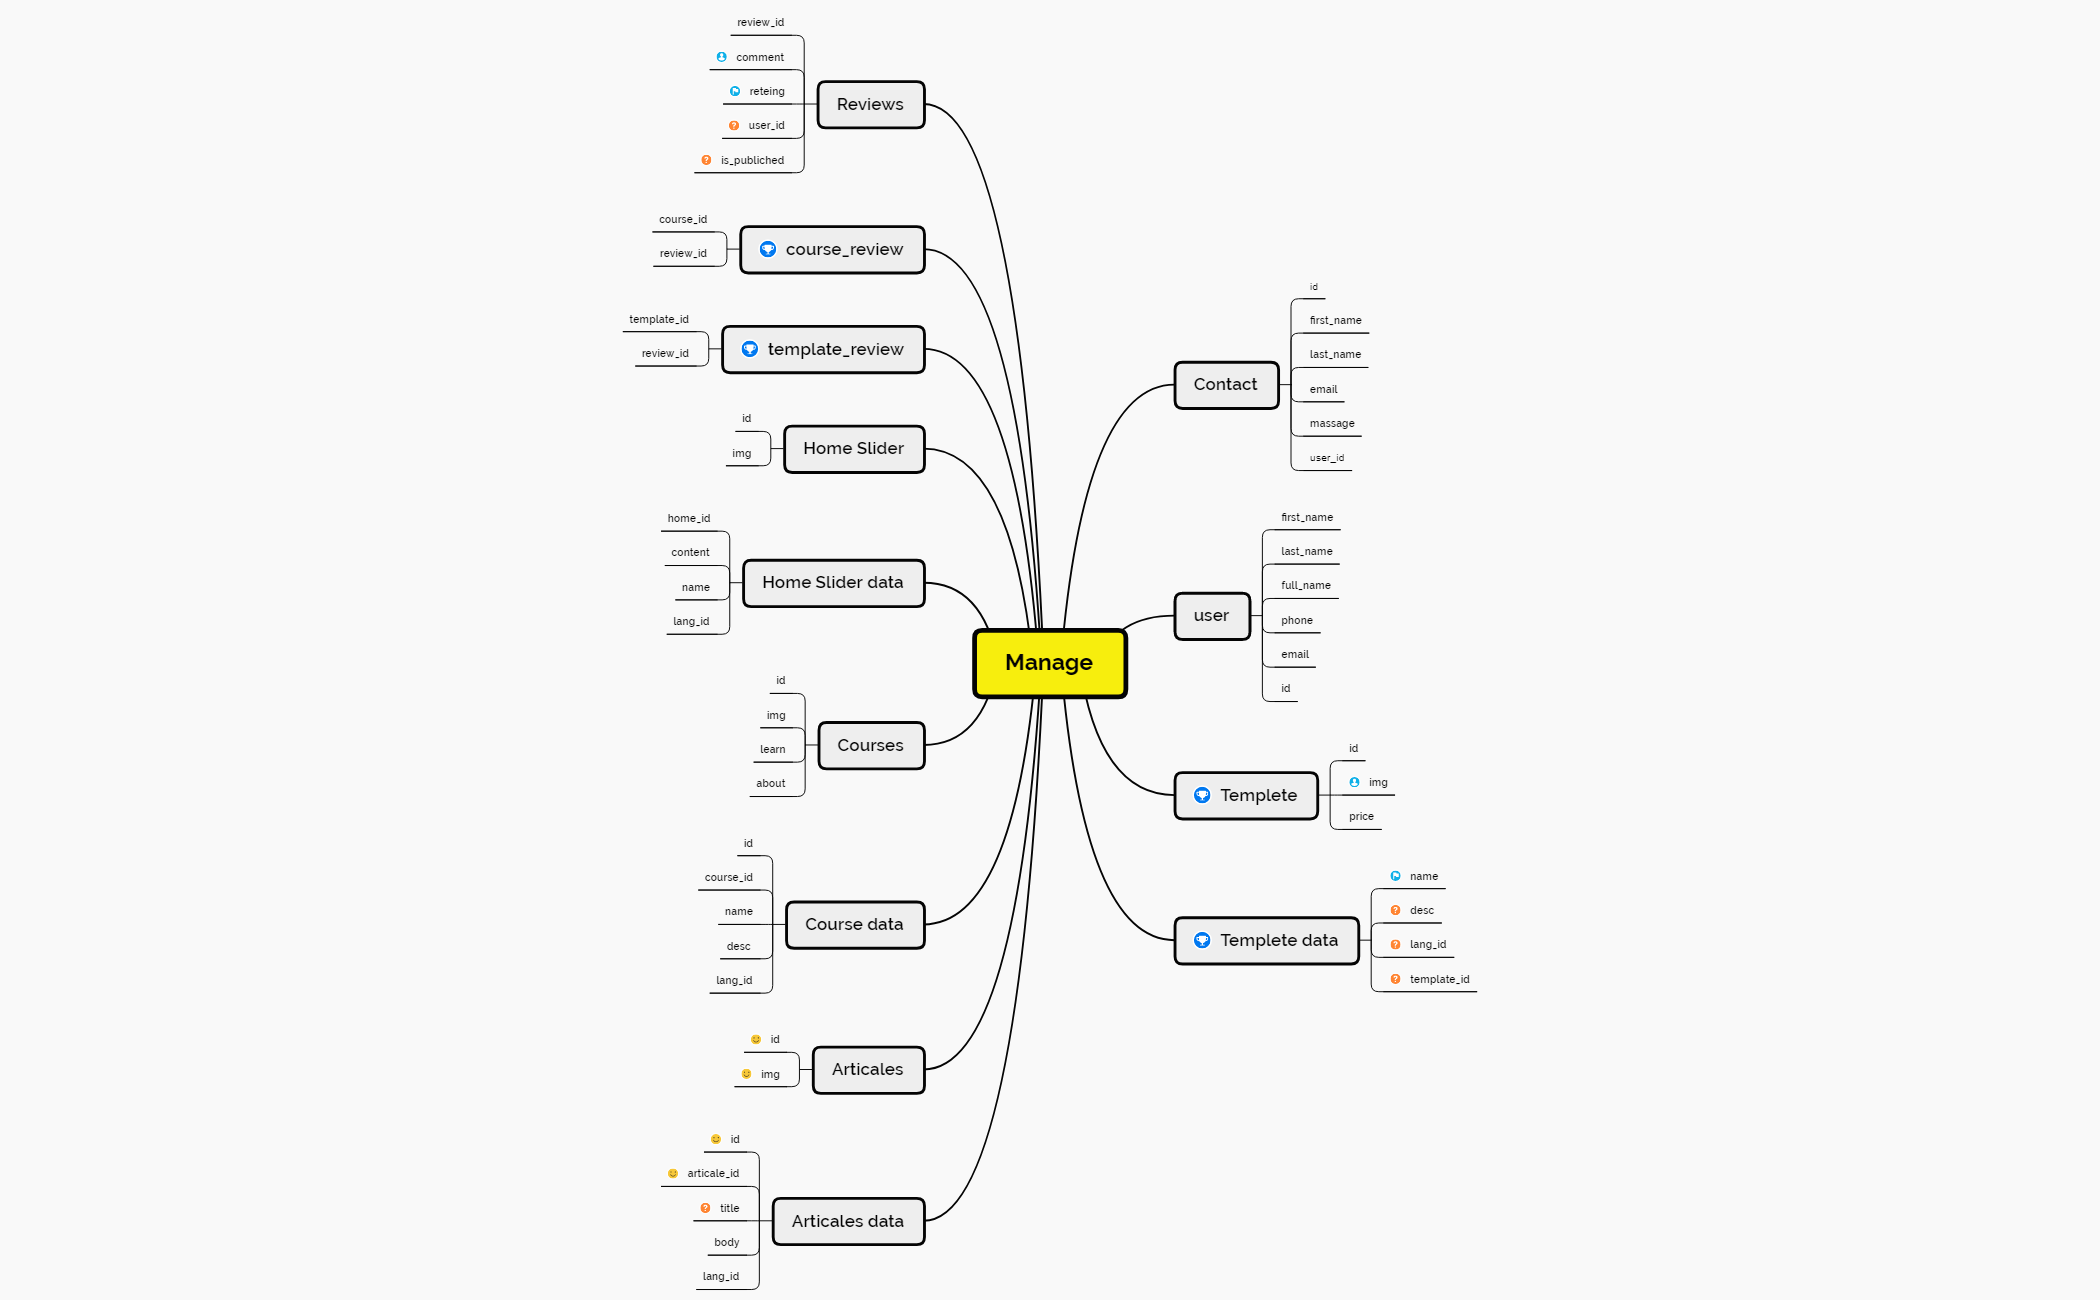 review_id
comment
reteing
user_id
is_publiched
Reviews
course_id
review_id
course_review
template_id
review_id
template_review
id
img
Home Slider
home_id
content
name
lang_id
Home Slider data
id
img
learn
about
Courses
id
course_id
name
desc
lang_id
Course data
id
img
Articales
id
articale_id
title
body
lang_id
Articales data
Manage
Contact
id
first_name
last_name
email
massage
user_id
user
first_name
last_name
full_name
phone
email
id
Templete
id
img
price
Templete data
name
desc
lang_id
template_id